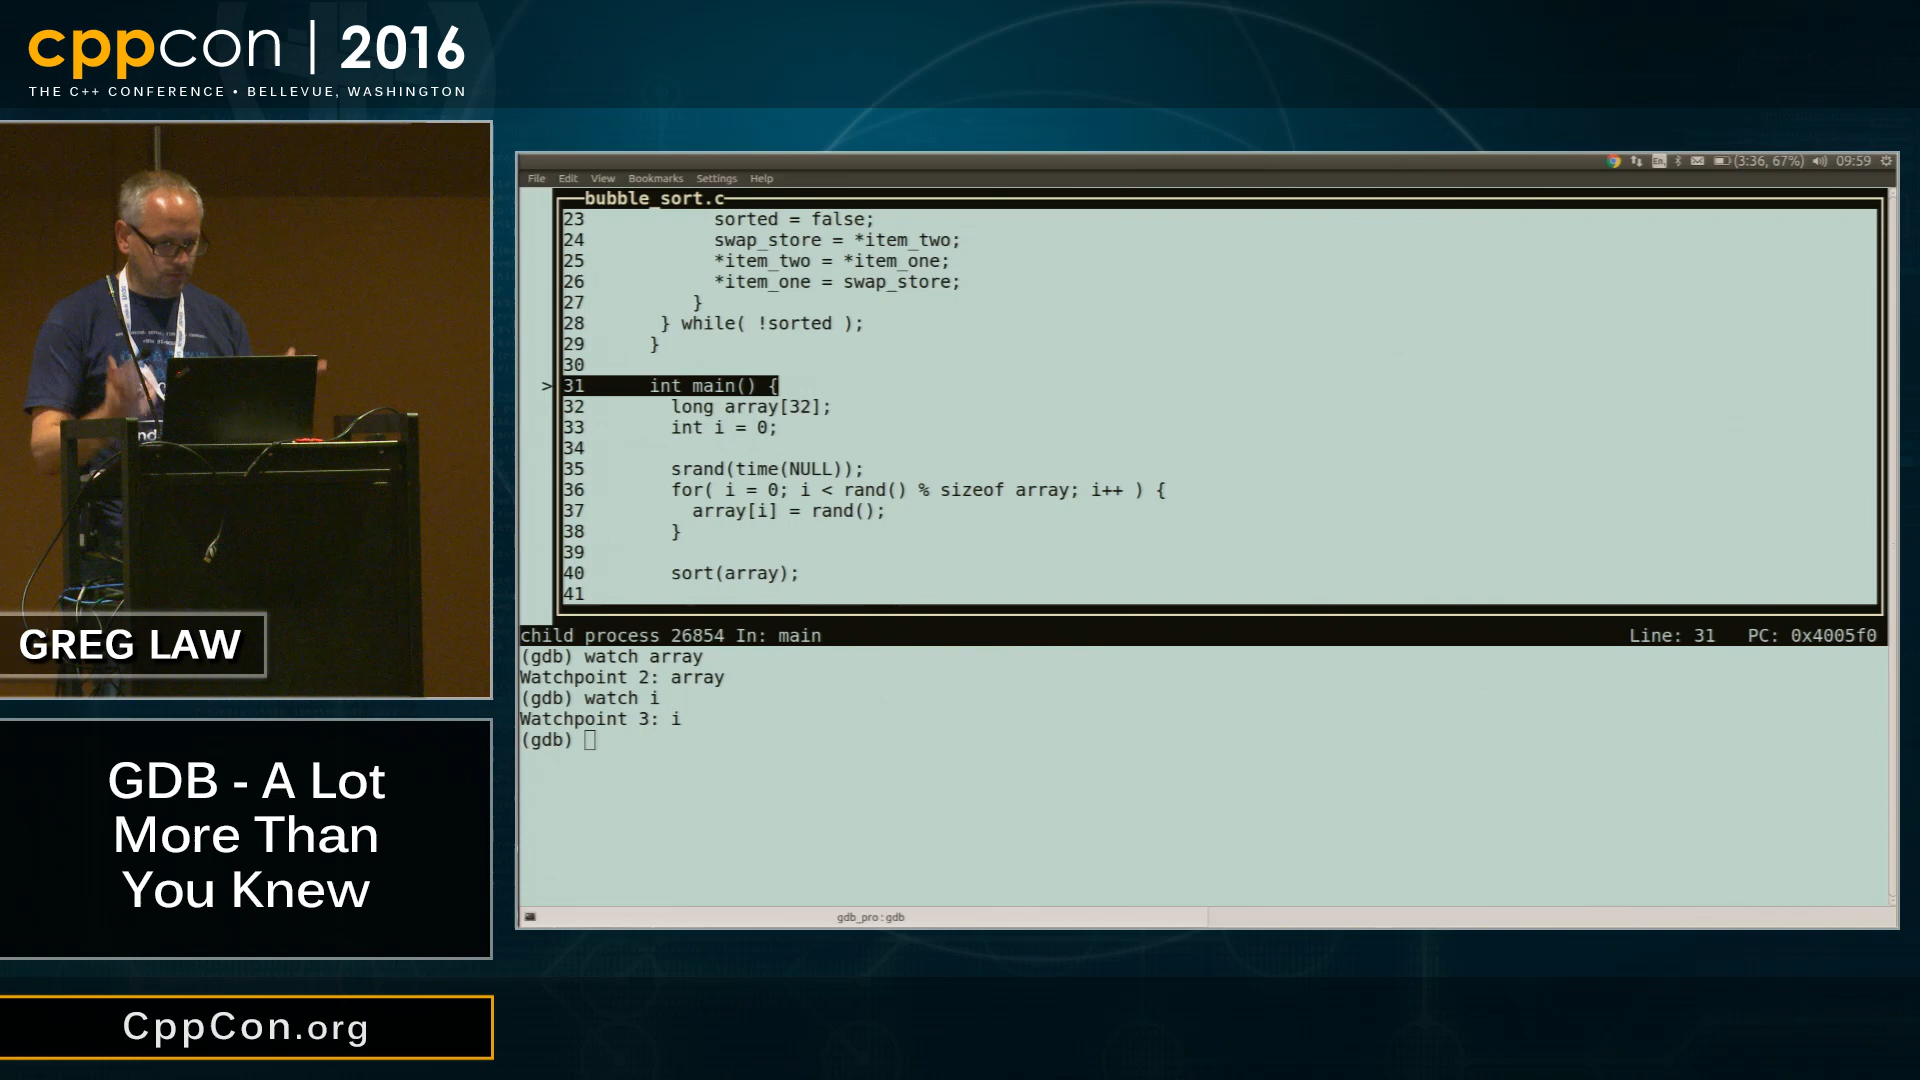 cppcon | 2016
THE C++ CONFERENCE • BELLEVUE, WASHINGTON
GREG LAW
GDB - A Lot
More Than
You Knew
CppCon.org
(3:36, 67%) 09:59
File Edit View Bookmarks Settings Help
bubble_sort.c
23 sorted = false;
24 swap_store = *item_two;
25 *item_two = *item_one;
26 *item_one = swap_store;
27 }
28 } while( !sorted );
29 }
30
> 31 int main() {
32 long array[32];
33 int i = 0;
34
35 srand(time(NULL));
36 for( i = 0; i < rand() % sizeof array; i++ ) {
37 array[i] = rand();
38 }
39
40 sort(array);
41
child process 26854 In: main Line: 31 PC: 0x4005f0
(gdb) watch array
Watchpoint 2: array
(gdb) watch i
Watchpoint 3: i
(gdb)
gdb_pro : gdb